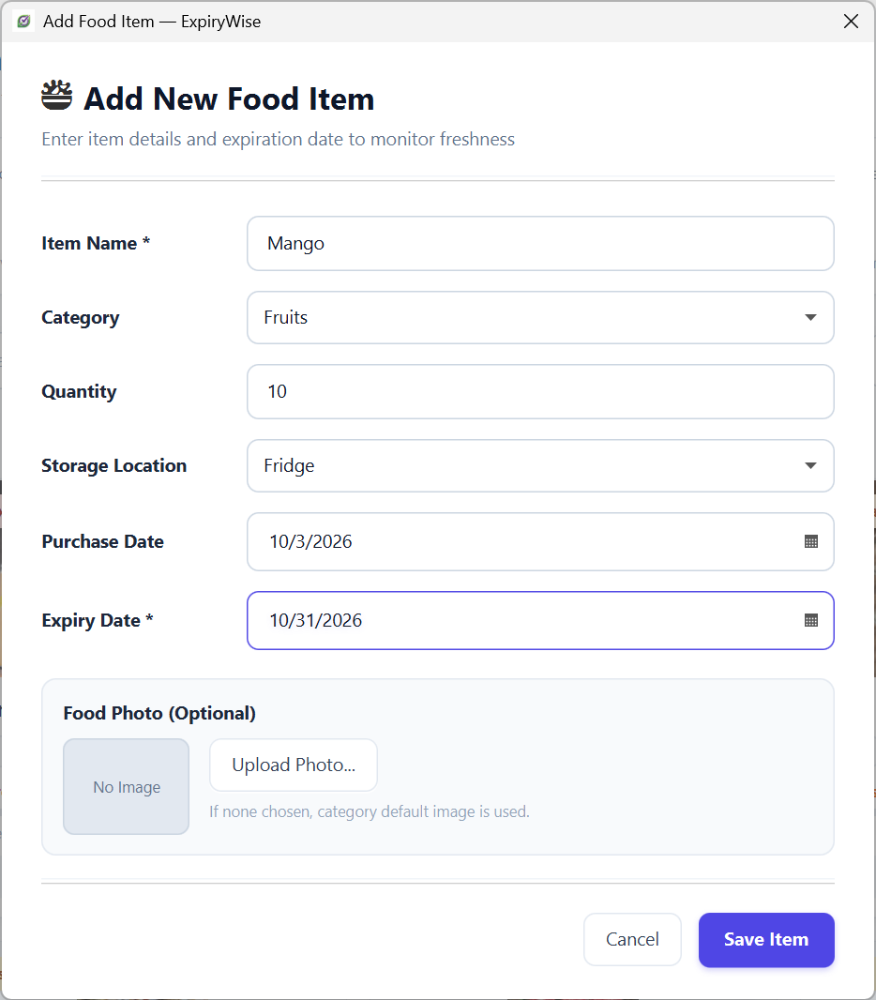 Add Food Item — ExpiryWise
Add New Food Item
Enter item details and expiration date to monitor freshness
Item Name * Mango
Category Fruits
Quantity 10
Storage Location Fridge
Purchase Date 10/3/2026
Expiry Date * 10/31/2026
Food Photo (Optional)
No Image
Upload Photo...
If none chosen, category default image is used.
Cancel Save Item